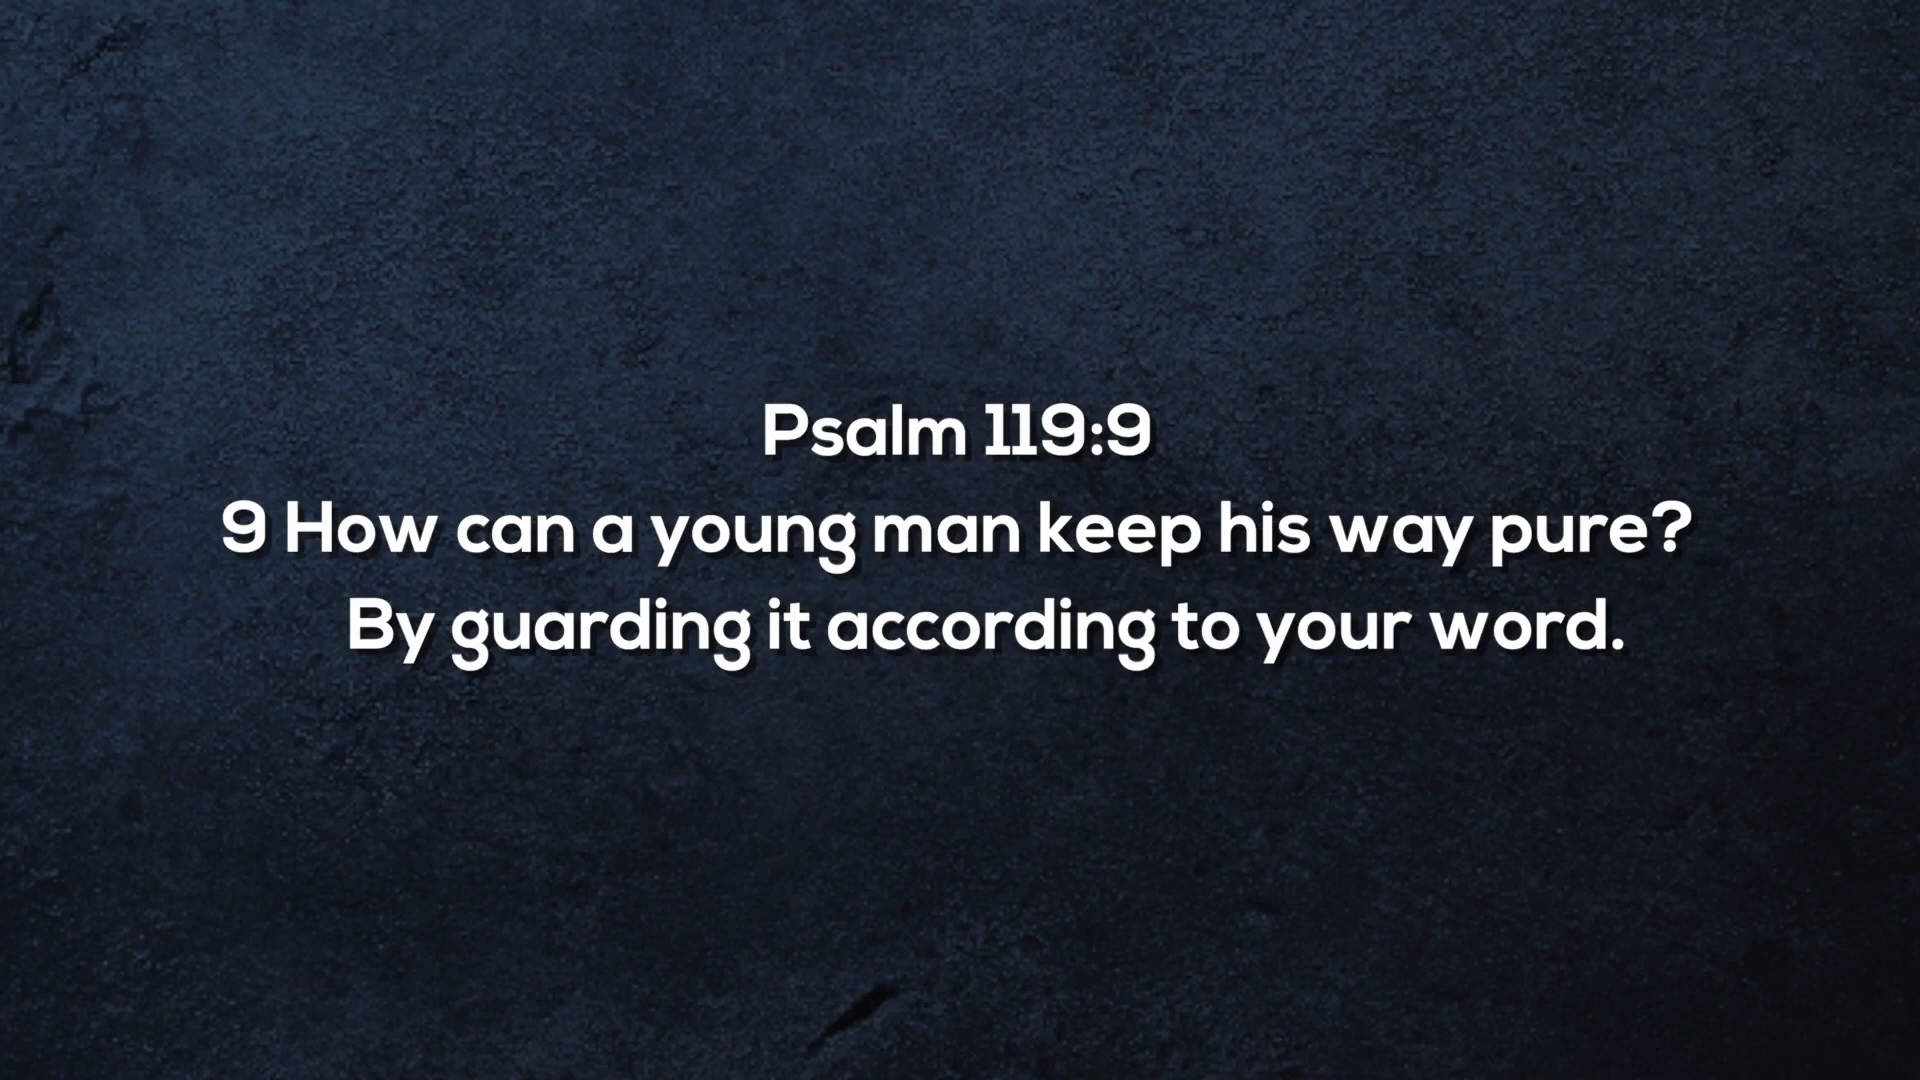 Psalm 119:9
9 How can a young man keep his way pure?
By guarding it according to your word.